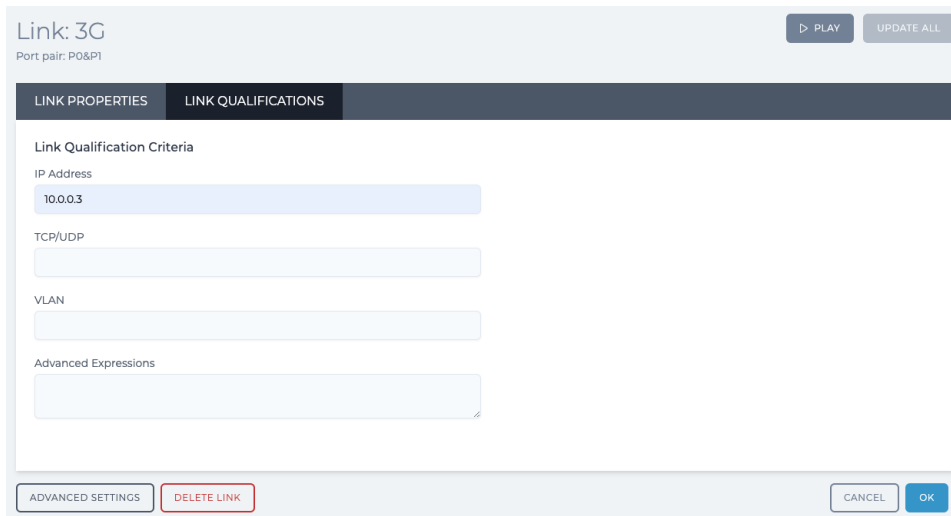 Link: 3G
PLAY
UPDATE ALL
Port pair: P0&P1
LINK PROPERTIES
LINK QUALIFICATIONS
Link Qualification Criteria
IP Address
10.0.0.3
TCP/UDP
VLAN
Advanced Expressions
ADVANCED SETTINGS
DELETE LINK
CANCEL
OK